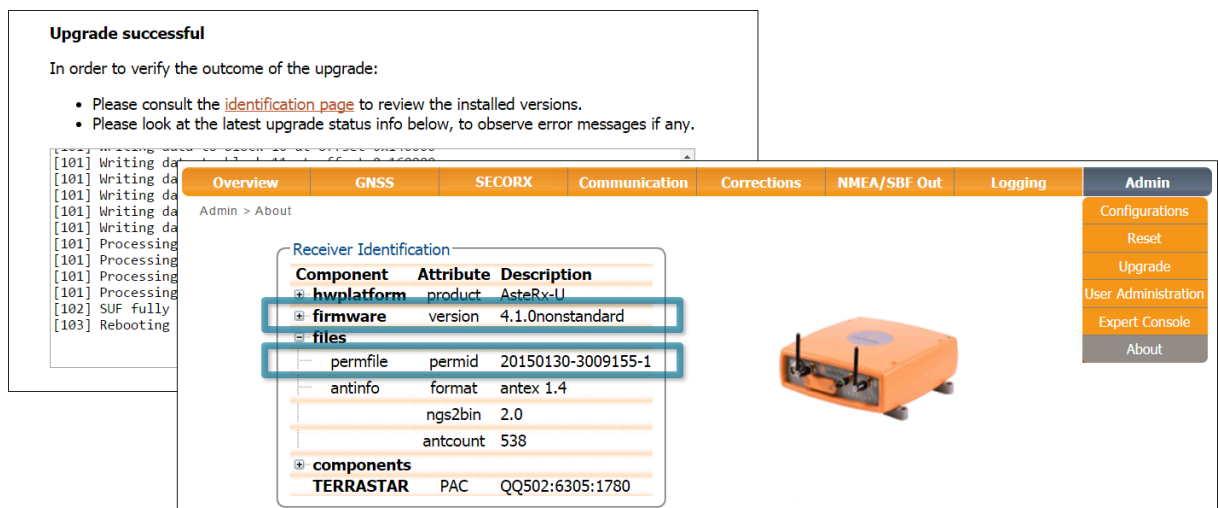 Upgrade successful
In order to verify the outcome of the upgrade:
• Please consult the identification page to review the installed versions.
• Please look at the latest upgrade status info below, to observe error messages if any.
[101] Writing da
[101] Writing da
[101] Writing da
[101] Writing da
[101] Writing da
[101] Processing
[101] Processing
[101] Processing
[101] Processing
[102] SUF fully
[103] Rebooting
Overview GNSS SECORX Communication Corrections NMEA/SBF Out Logging Admin
Admin > About
Configurations
Reset
Upgrade
User Administration
Expert Console
About
Receiver Identification
Component Attribute Description
hwplatform product AsteRx-U
firmware version 4.1.0nonstandard
files
permfile permid 20150130-3009155-1
antinfo format antex 1.4
ngs2bin 2.0
antcount 538
components
TERRASTAR PAC QQ502:6305:1780